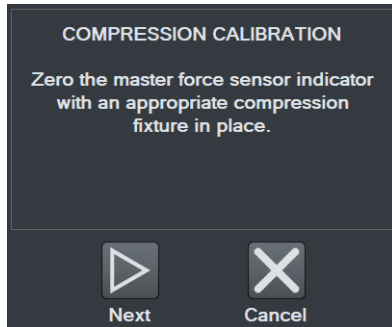 COMPRESSION CALIBRATION
Zero the master force sensor indicator
with an appropriate compression
fixture in place.
Next Cancel